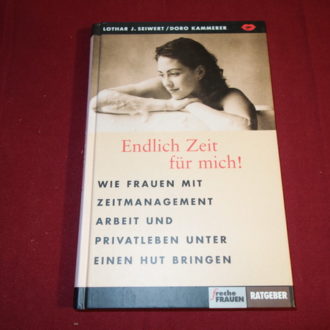 LOTHAR J. SEIWERT/DORO KAMMERER
Endlich Zeit
für mich!
WIE FRAUEN MIT
ZEITMANAGEMENT
ARBEIT UND
PRIVATLEBEN UNTER
EINEN HUT BRINGEN
freche
FRAUEN
RATGEBER